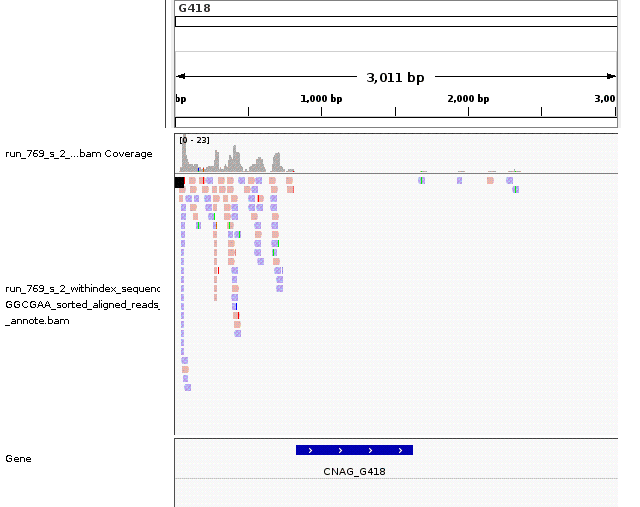 G418
3,011 bp
bp 1,000 bp 2,000 bp 3,00
[0 - 23]
run_769_s_2_...bam Coverage
run_769_s_2_withindex_sequenc
GGCGAA_sorted_aligned_reads_
_annote.bam
Gene
CNAG_G418